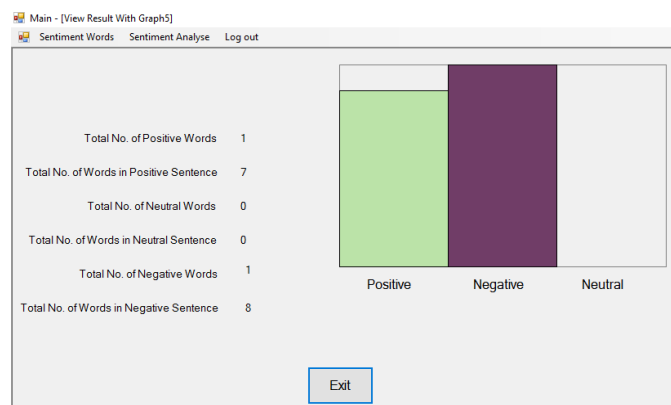 Main - [View Result With Graph5]
Sentiment Words Sentiment Analyse Log out
Total No. of Positive Words 1
Total No. of Words in Positive Sentence 7
Total No. of Neutral Words 0
Total No. of Words in Neutral Sentence 0
Total No. of Negative Words 1
Total No. of Words in Negative Sentence 8
Positive Negative Neutral
Exit